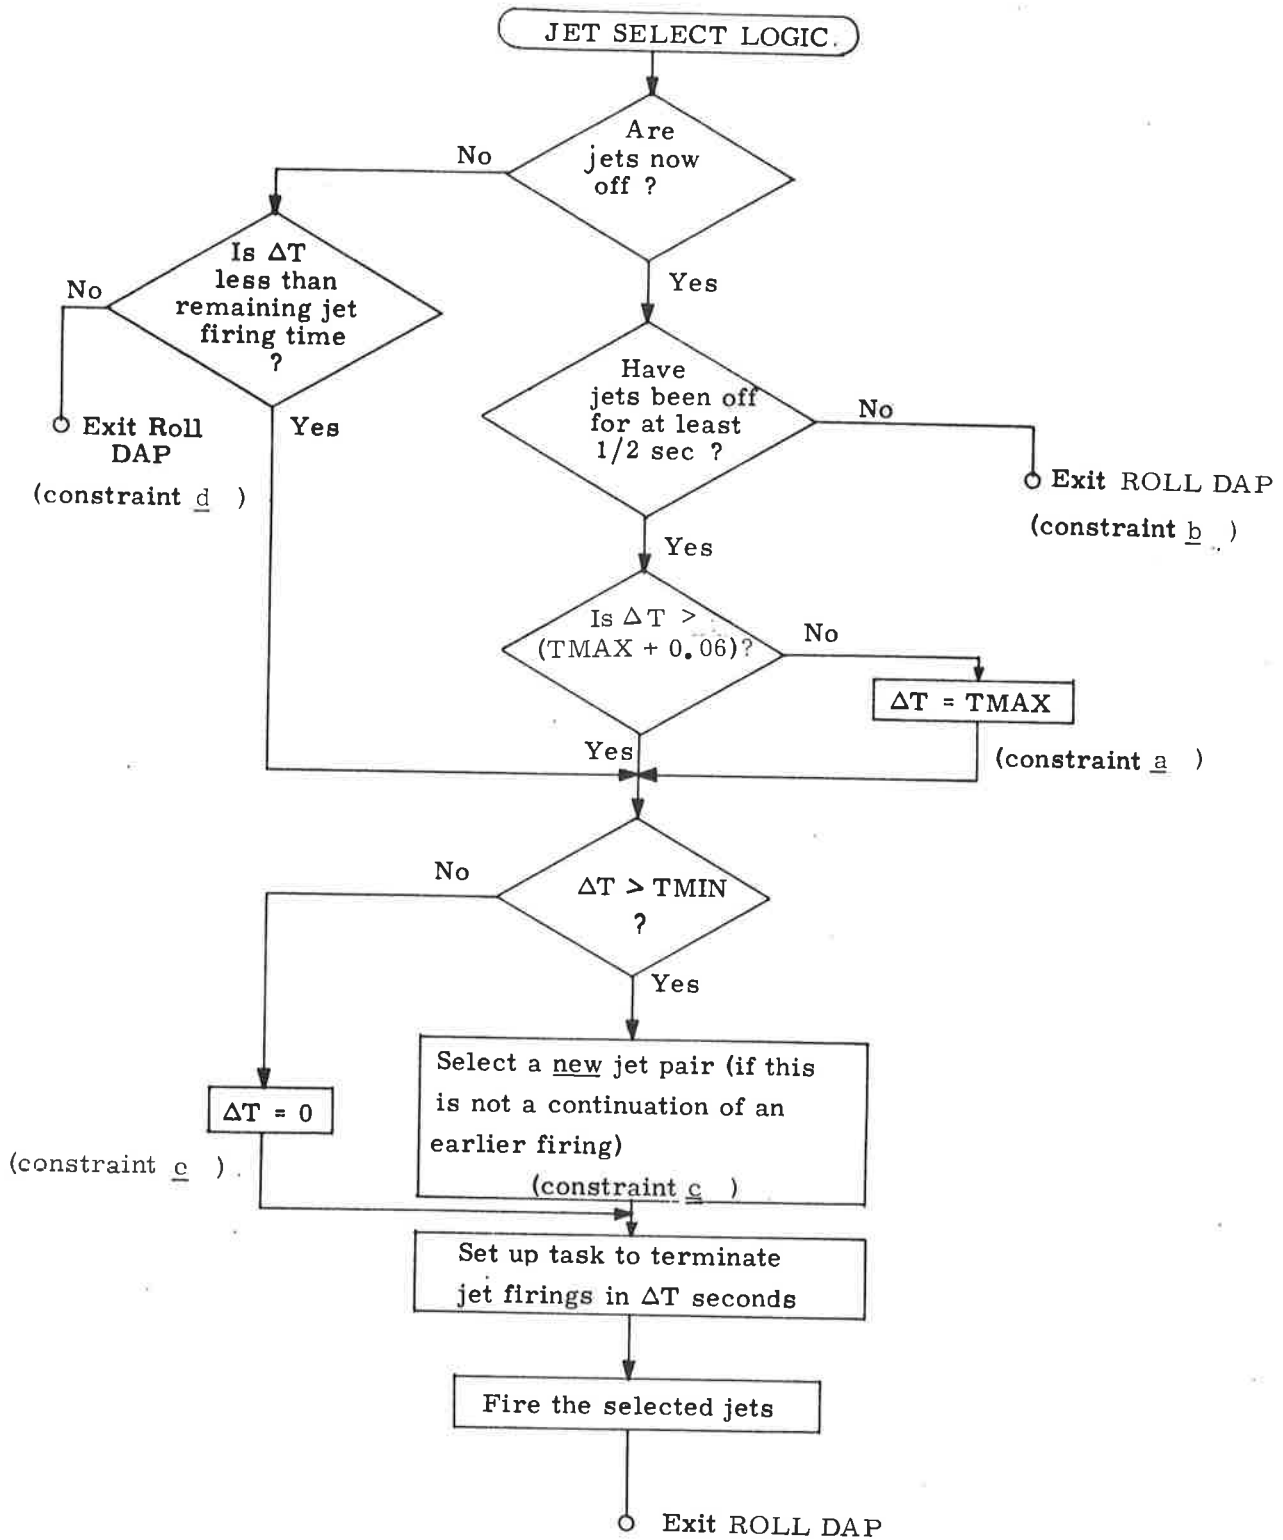 JET SELECT LOGIC.
Are
jets now
off ?
No
Yes
Is ΔT
less than
remaining jet
firing time
?
No
Exit Roll
DAP
(constraint d )
Yes
Have
jets been off
for at least
1/2 sec ?
No
Exit ROLL DAP
(constraint b )
Yes
Is ΔT >
(TMAX + 0.06)?
No
ΔT = TMAX
(constraint a )
Yes
ΔT > TMIN
?
No
Yes
ΔT = 0
(constraint e )
Select a new jet pair (if this
is not a continuation of an
earlier firing)
(constraint c )
Set up task to terminate
jet firings in ΔT seconds
Fire the selected jets
Exit ROLL DAP